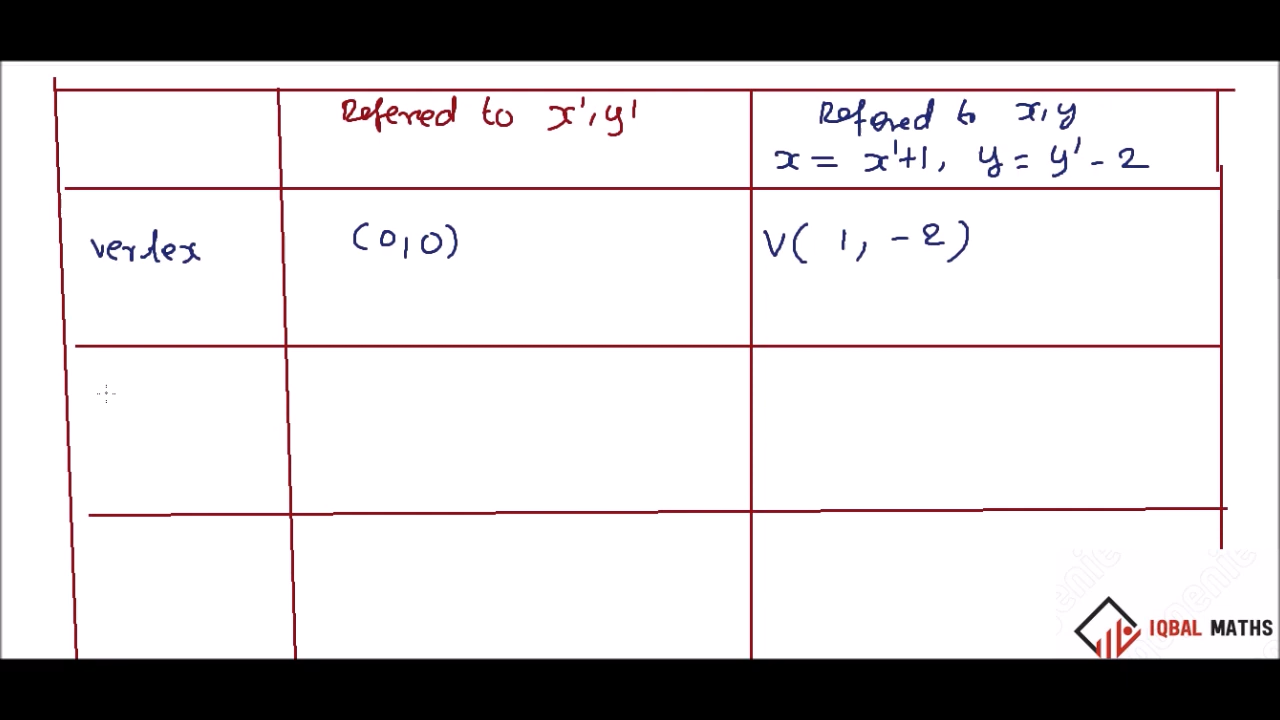 Refered to x', y'
Refered to x, y
x = x'+1, y = y' - 2
vertex (0,0) V( 1, -2)
IQBAL MATHS